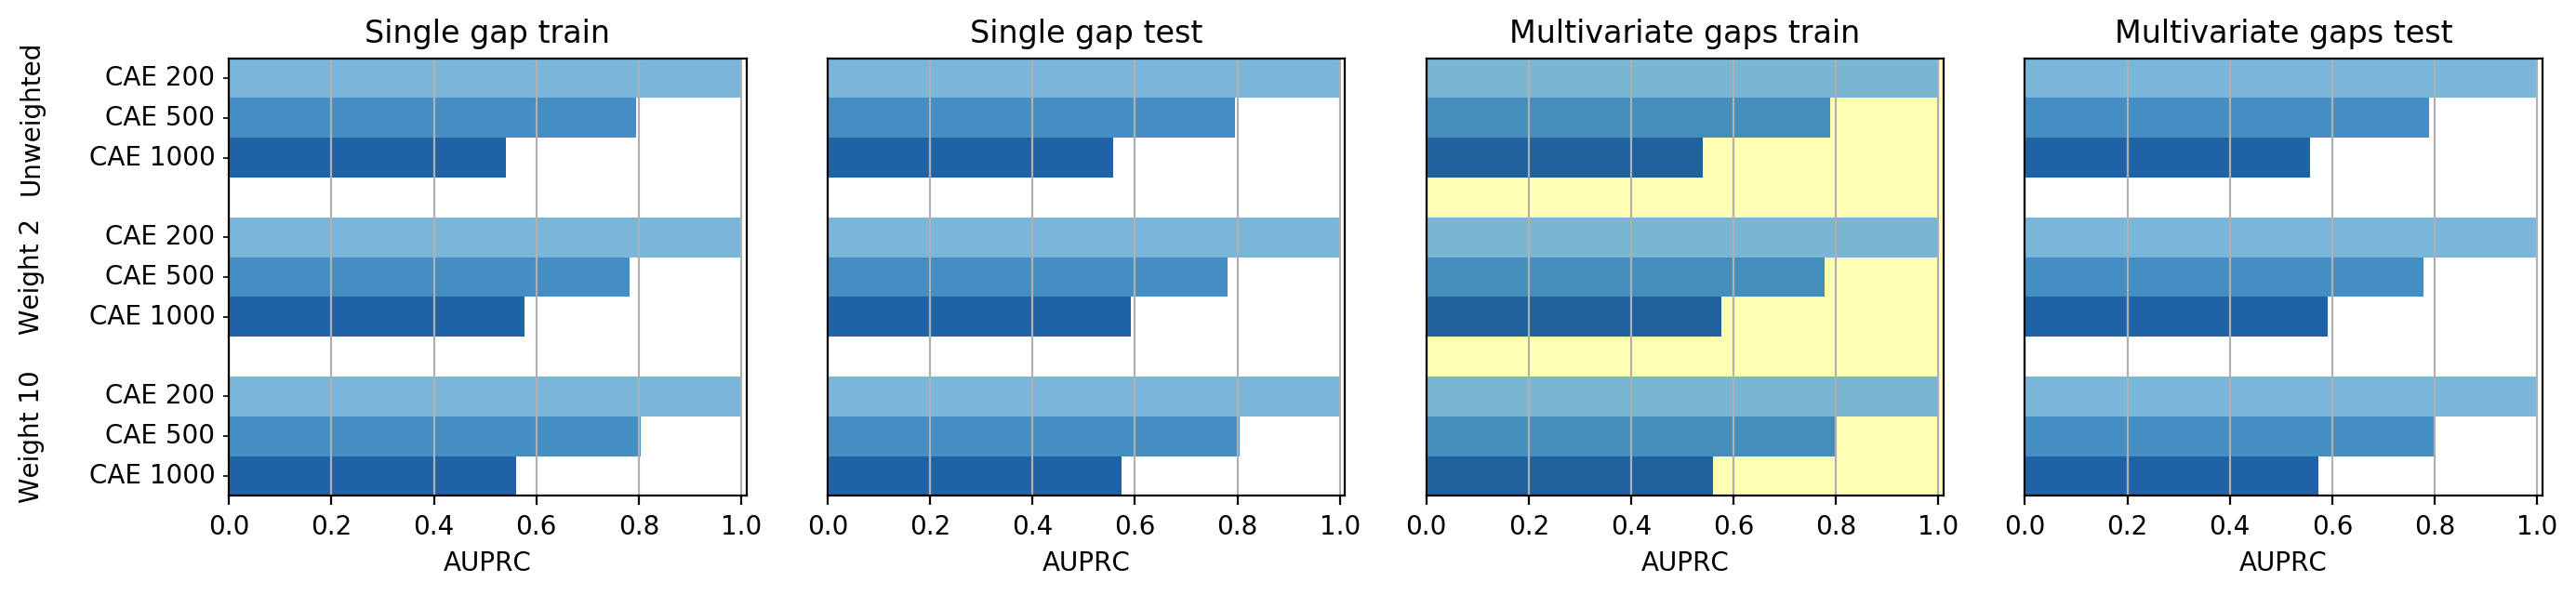 Single gap train
Single gap test
Multivariate gaps train
Multivariate gaps test
Unweighted
CAE 200
CAE 500
CAE 1000
Weight 2
CAE 200
CAE 500
CAE 1000
Weight 10
CAE 200
CAE 500
CAE 1000
0.0 0.2 0.4 0.6 0.8 1.0
0.0 0.2 0.4 0.6 0.8 1.0
0.0 0.2 0.4 0.6 0.8 1.0
0.0 0.2 0.4 0.6 0.8 1.0
AUPRC
AUPRC
AUPRC
AUPRC